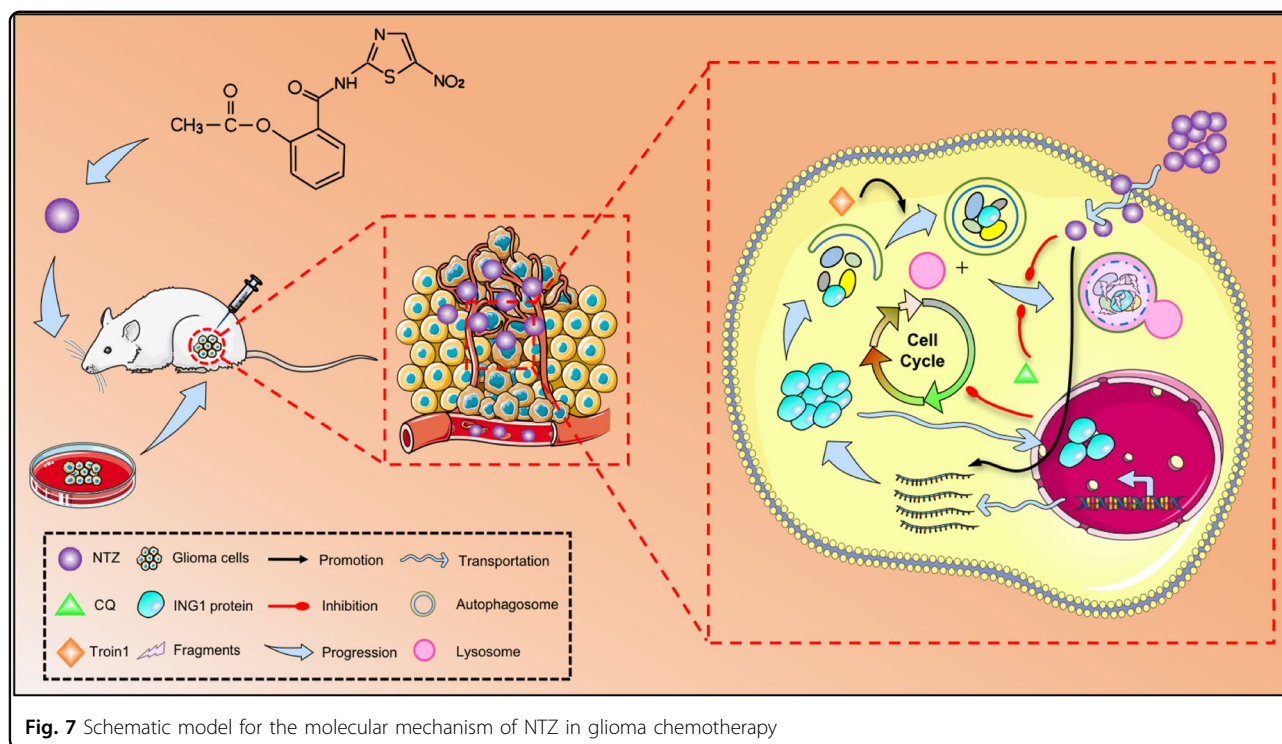 N
S
NO₂
NH
O
O
CH₃—C—O
Cell
Cycle
+
NTZ
Glioma cells
Promotion
Transportation
CQ
ING1 protein
Inhibition
Autophagosome
Troin1
Fragments
Progression
Lysosome
Fig. 7 Schematic model for the molecular mechanism of NTZ in glioma chemotherapy